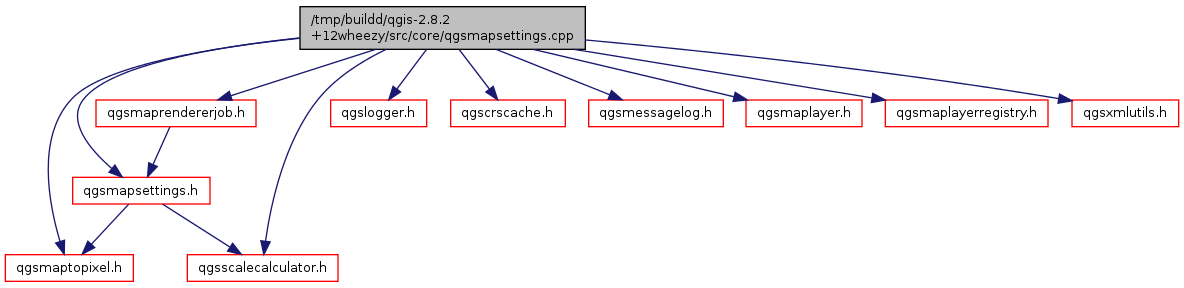 /tmp/buildd/qgis-2.8.2
+12wheezy/src/core/qgsmapsettings.cpp
qgsmaprendererjob.h
qgslogger.h
qgscrscache.h
qgsmessagelog.h
qgsmaplayer.h
qgsmaplayerregistry.h
qgsxmlutils.h
qgsmapsettings.h
qgsmaptopixel.h
qgsscalecalculator.h